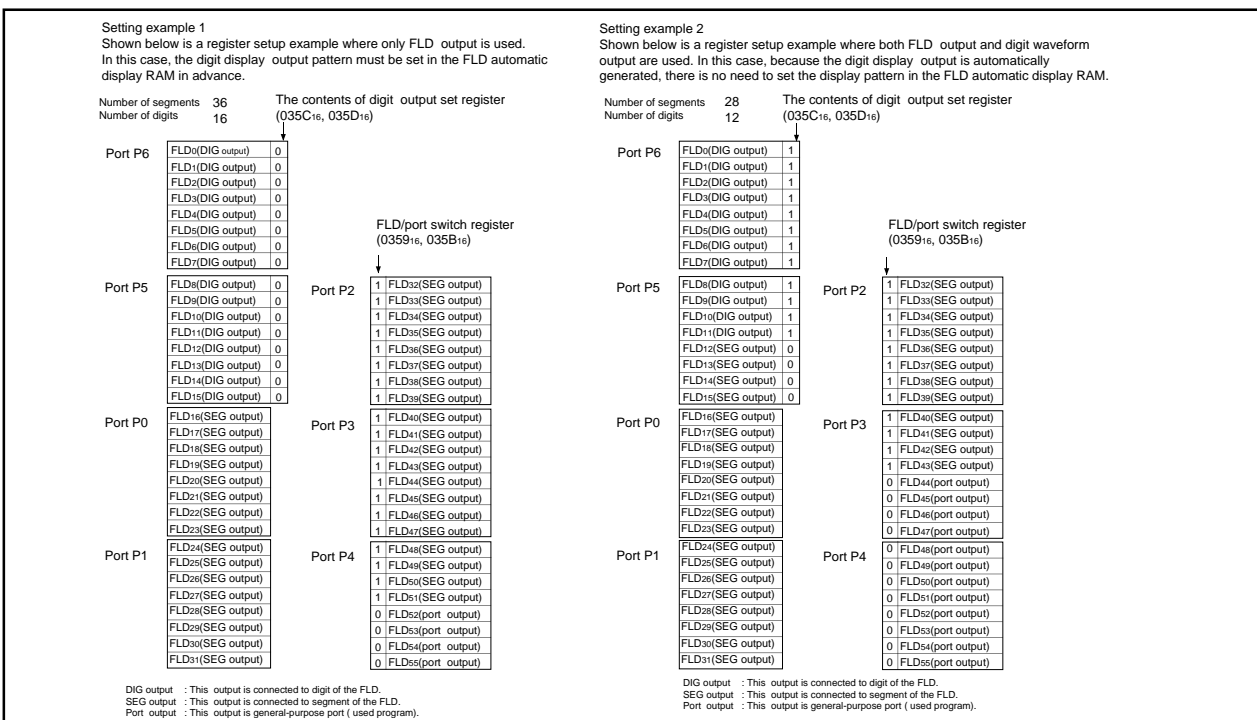 Setting example 1
Shown below is a register setup example where only FLD output is used.
In this case, the digit display output pattern must be set in the FLD automatic
display RAM in advance.
Number of segments 36
Number of digits 16
The contents of digit output set register
(035C16, 035D16)
Port P6
FLD0(DIG output) 0
FLD1(DIG output) 0
FLD2(DIG output) 0
FLD3(DIG output) 0
FLD4(DIG output) 0
FLD5(DIG output) 0
FLD6(DIG output) 0
FLD7(DIG output) 0
Port P5
FLD8(DIG output) 0
FLD9(DIG output) 0
FLD10(DIG output) 0
FLD11(DIG output) 0
FLD12(DIG output) 0
FLD13(DIG output) 0
FLD14(DIG output) 0
FLD15(DIG output) 0
Port P0
FLD16(SEG output)
FLD17(SEG output)
FLD18(SEG output)
FLD19(SEG output)
FLD20(SEG output)
FLD21(SEG output)
FLD22(SEG output)
FLD23(SEG output)
Port P1
FLD24(SEG output)
FLD25(SEG output)
FLD26(SEG output)
FLD27(SEG output)
FLD28(SEG output)
FLD29(SEG output)
FLD30(SEG output)
FLD31(SEG output)
FLD/port switch register
(035916, 035B16)
Port P2
1 FLD32(SEG output)
1 FLD33(SEG output)
1 FLD34(SEG output)
1 FLD35(SEG output)
1 FLD36(SEG output)
1 FLD37(SEG output)
1 FLD38(SEG output)
1 FLD39(SEG output)
Port P3
1 FLD40(SEG output)
1 FLD41(SEG output)
1 FLD42(SEG output)
1 FLD43(SEG output)
1 FLD44(SEG output)
1 FLD45(SEG output)
1 FLD46(SEG output)
1 FLD47(SEG output)
Port P4
1 FLD48(SEG output)
1 FLD49(SEG output)
1 FLD50(SEG output)
1 FLD51(SEG output)
0 FLD52(port output)
0 FLD53(port output)
0 FLD54(port output)
0 FLD55(port output)
DIG output : This output is connected to digit of the FLD.
SEG output : This output is connected to segment of the FLD.
Port output : This output is general-purpose port ( used program).
Setting example 2
Shown below is a register setup example where both FLD output and digit waveform
output are used. In this case, because the digit display output is automatically
generated, there is no need to set the display pattern in the FLD automatic display RAM.
Number of segments 28
Number of digits 12
The contents of digit output set register
(035C16, 035D16)
Port P6
FLD0(DIG output) 1
FLD1(DIG output) 1
FLD2(DIG output) 1
FLD3(DIG output) 1
FLD4(DIG output) 1
FLD5(DIG output) 1
FLD6(DIG output) 1
FLD7(DIG output) 1
Port P5
FLD8(DIG output) 1
FLD9(DIG output) 1
FLD10(DIG output) 1
FLD11(DIG output) 1
FLD12(SEG output) 0
FLD13(SEG output) 0
FLD14(SEG output) 0
FLD15(SEG output) 0
Port P0
FLD16(SEG output)
FLD17(SEG output)
FLD18(SEG output)
FLD19(SEG output)
FLD20(SEG output)
FLD21(SEG output)
FLD22(SEG output)
FLD23(SEG output)
Port P1
FLD24(SEG output)
FLD25(SEG output)
FLD26(SEG output)
FLD27(SEG output)
FLD28(SEG output)
FLD29(SEG output)
FLD30(SEG output)
FLD31(SEG output)
FLD/port switch register
(035916, 035B16)
Port P2
1 FLD32(SEG output)
1 FLD33(SEG output)
1 FLD34(SEG output)
1 FLD35(SEG output)
1 FLD36(SEG output)
1 FLD37(SEG output)
1 FLD38(SEG output)
1 FLD39(SEG output)
Port P3
1 FLD40(SEG output)
1 FLD41(SEG output)
1 FLD42(SEG output)
1 FLD43(SEG output)
0 FLD44(port output)
0 FLD45(port output)
0 FLD46(port output)
0 FLD47(port output)
Port P4
0 FLD48(port output)
0 FLD49(port output)
0 FLD50(port output)
0 FLD51(port output)
0 FLD52(port output)
0 FLD53(port output)
0 FLD54(port output)
0 FLD55(port output)
DIG output : This output is connected to digit of the FLD.
SEG output : This output is connected to segment of the FLD.
Port output : This output is general-purpose port ( used program).